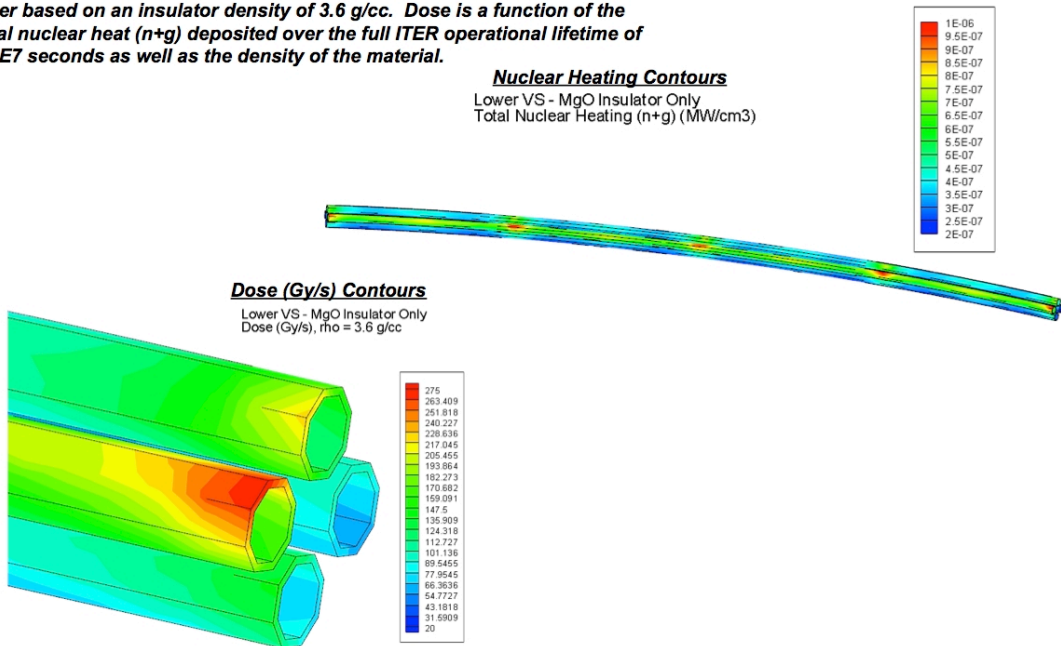 er based on an insulator density of 3.6 g/cc. Dose is a function of the
al nuclear heat (n+g) deposited over the full ITER operational lifetime of
E7 seconds as well as the density of the material.
Nuclear Heating Contours
Lower VS - MgO Insulator Only
Total Nuclear Heating (n+g) (MW/cm3)
1E-06
9.5E-07
9E-07
8.5E-07
8E-07
7.5E-07
7E-07
6.5E-07
6E-07
5.5E-07
5E-07
4.5E-07
4E-07
3.5E-07
3E-07
2.5E-07
2E-07
Dose (Gy/s) Contours
Lower VS - MgO Insulator Only
Dose (Gy/s), rho = 3.6 g/cc
275
263.409
251.818
240.227
228.636
217.045
205.455
193.864
182.273
170.682
159.091
147.5
135.909
124.318
112.727
101.136
89.5455
77.9545
66.3636
54.7727
43.1818
31.5909
20